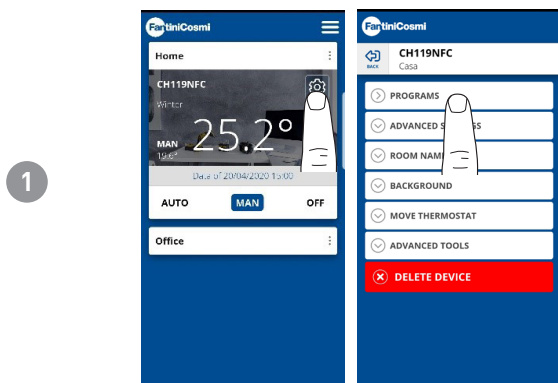 1
FantiniCosmi
Home
CH119NFC
Winter
25.2°
MAN
19.6°
Data of 20/04/2020 15:00
AUTO MAN OFF
Office
FantiniCosmi
BACK
CH119NFC
Casa
PROGRAMS
ADVANCED
ROOM
BACKGROUND
MOVE THERMOSTAT
ADVANCED TOOLS
DELETE DEVICE